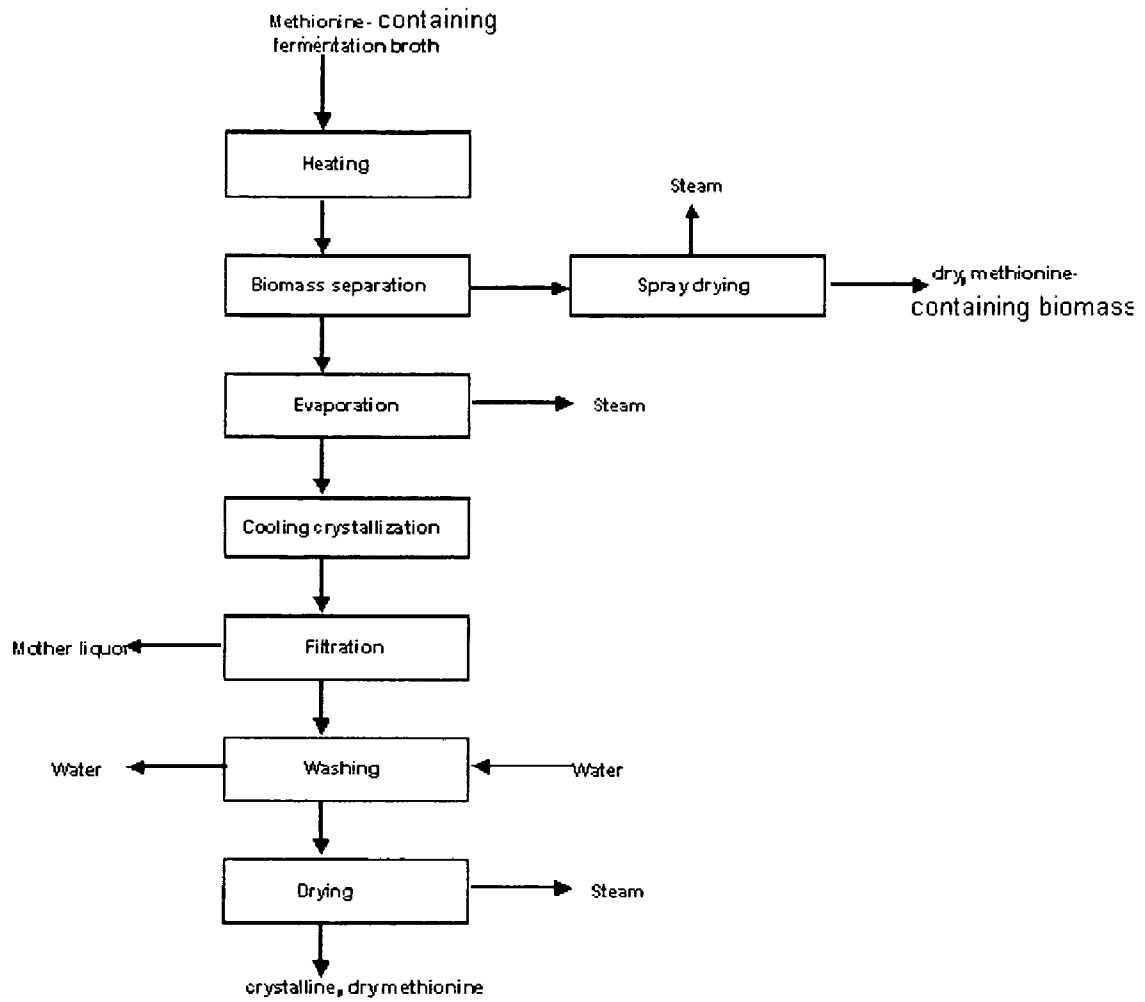 Methionine- containing
fermentation broth
Heating
Steam
Biomass separation
Spray drying
dry, methionine-
containing biomass
Evaporation
Steam
Cooling crystallization
Mother liquor
Filtration
Water
Washing
Water
Drying
Steam
crystalline, dry methionine